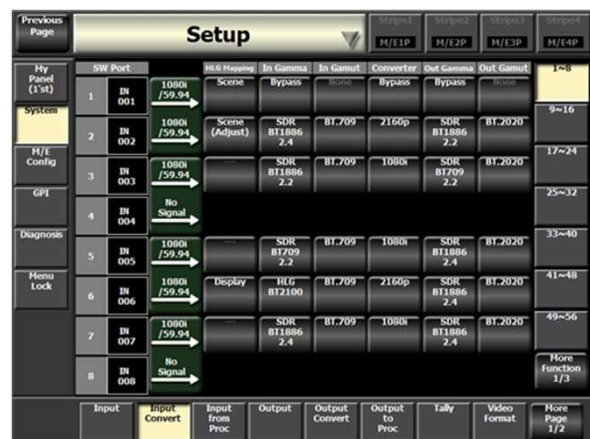 Previous
Page
Setup
Stripe1
M/E1P
Stripe2
M/E2P
Stripe3
M/E3P
Stripe4
M/E4P
My
Panel
(1'st)
System
M/E
Config
GPI
Diagnosis
Menu
Lock
SW Port HLG Mapping In Gamma In Gamut Converter Out Gamma Out Gamut
1 IN
001
1080i
/59.94
Scene
Bypass
None
Bypass
Bypass
None
2 IN
002
1080i
/59.94
Scene
(Adjust)
SDR
BT1886
2.4
BT.709
2160p
SDR
BT1886
2.4
BT.2020
3 IN
003
1080i
/59.94
----
SDR
BT1886
2.2
BT.709
1080i
SDR
BT709
2.2
BT.2020
4 IN
004
No
Signal
5 IN
005
1080i
/59.94
----
SDR
BT709
2.2
BT.709
1080i
SDR
BT1886
2.4
BT.2020
6 IN
006
1080i
/59.94
Display
HLG
BT2100
BT.709
2160p
SDR
BT1886
2.4
BT.2020
7 IN
007
1080i
/59.94
----
SDR
BT1886
2.4
BT.709
1080i
SDR
BT1886
2.4
BT.2020
8 IN
008
No
Signal
1~8
9~16
17~24
25~32
33~40
41~48
49~56
More
Function
1/3
Input
Input
Convert
Input
from
Proc
Output
Output
Convert
Output
to
Proc
Tally
Video
Format
More
Page
1/2